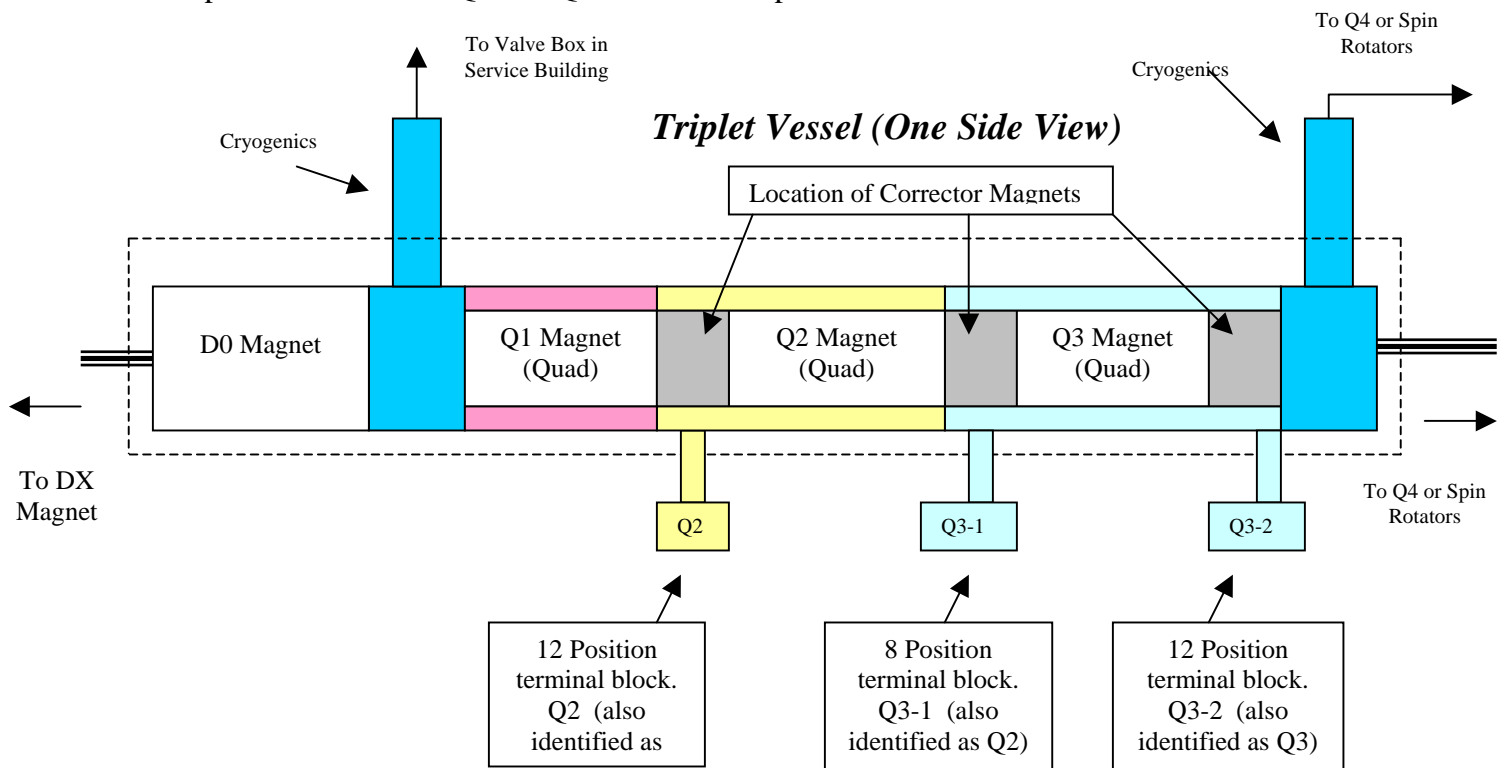 To Valve Box in
Service Building
To Q4 or Spin
Rotators
Cryogenics
Triplet Vessel (One Side View)
Cryogenics
Location of Corrector Magnets
D0 Magnet
Q1 Magnet
(Quad)
Q2 Magnet
(Quad)
Q3 Magnet
(Quad)
To DX
Magnet
To Q4 or Spin
Rotators
Q2
Q3-1
Q3-2
12 Position
terminal block.
Q2 (also
identified as
8 Position
terminal block.
Q3-1 (also
identified as Q2)
12 Position
terminal block.
Q3-2 (also
identified as Q3)